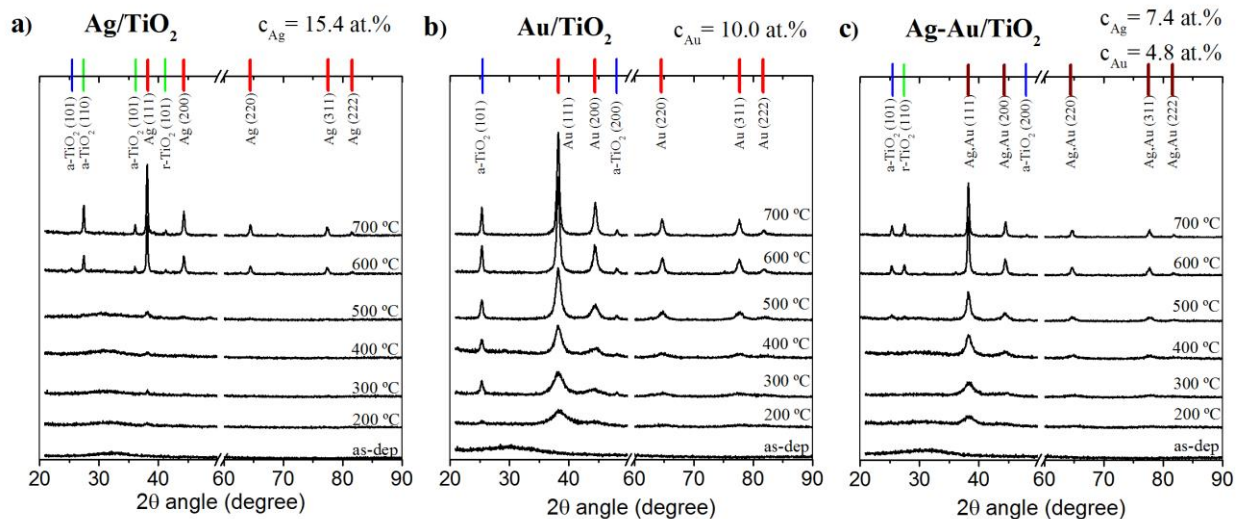 a) Ag/TiO₂ c_Ag = 15.4 at.%
a-TiO₂ (101)
a-TiO₂ (110)
a-TiO₂ (101)
Ag (111)
r-TiO₂ (101)
Ag (200)
Ag (220)
Ag (311)
Ag (222)
700 ºC
600 ºC
500 ºC
400 ºC
300 ºC
200 ºC
as-dep
20 30 40 50 60 70 80 90
2θ angle (degree)
b) Au/TiO₂ c_Au = 10.0 at.%
a-TiO₂ (101)
Au (111)
Au (200)
a-TiO₂ (200)
Au (220)
Au (311)
Au (222)
700 ºC
600 ºC
500 ºC
400 ºC
300 ºC
200 ºC
as-dep
20 30 40 50 60 70 80 90
2θ angle (degree)
c) Ag-Au/TiO₂ c_Ag = 7.4 at.%
c_Au = 4.8 at.%
a-TiO₂ (101)
r-TiO₂ (110)
Ag,Au (111)
Ag,Au (200)
a-TiO₂ (200)
Ag,Au (220)
Ag,Au (311)
Ag,Au (222)
700 ºC
600 ºC
500 ºC
400 ºC
300 ºC
200 ºC
as-dep
20 30 40 50 60 70 80 90
2θ angle (degree)